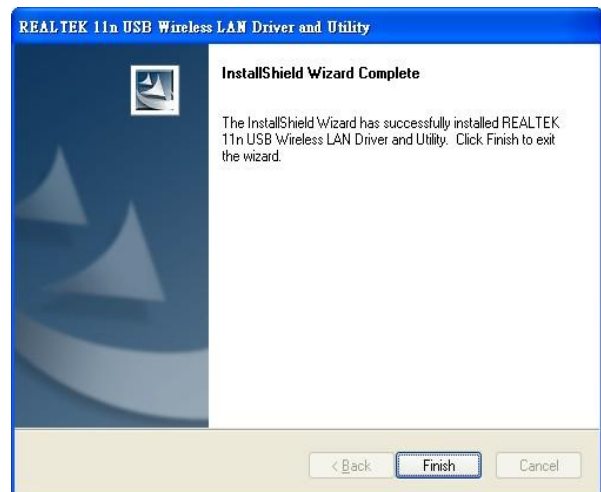 REALTEK 11n USB Wireless LAN Driver and Utility
InstallShield Wizard Complete
The InstallShield Wizard has successfully installed REALTEK
11n USB Wireless LAN Driver and Utility. Click Finish to exit
the wizard.
< Back
Finish
Cancel